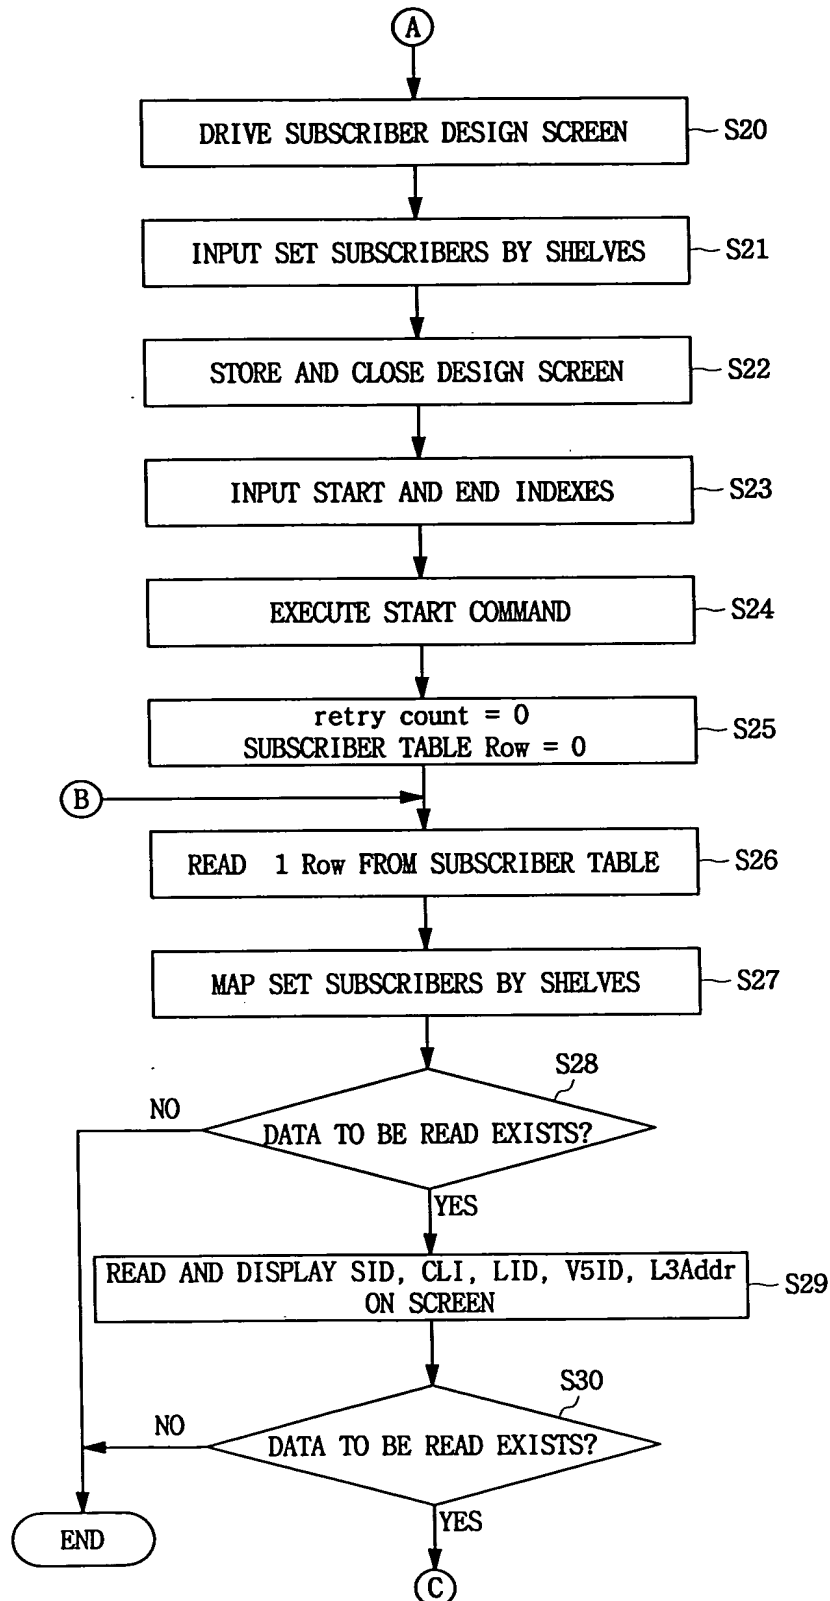 A
DRIVE SUBSCRIBER DESIGN SCREEN
S20
INPUT SET SUBSCRIBERS BY SHELVES
S21
STORE AND CLOSE DESIGN SCREEN
S22
INPUT START AND END INDEXES
S23
EXECUTE START COMMAND
S24
retry count = 0
SUBSCRIBER TABLE Row = 0
S25
B
READ 1 Row FROM SUBSCRIBER TABLE
S26
MAP SET SUBSCRIBERS BY SHELVES
S27
S28
NO
DATA TO BE READ EXISTS?
YES
READ AND DISPLAY SID, CLI, LID, V5ID, L3Addr
ON SCREEN
S29
S30
NO
DATA TO BE READ EXISTS?
YES
END
C